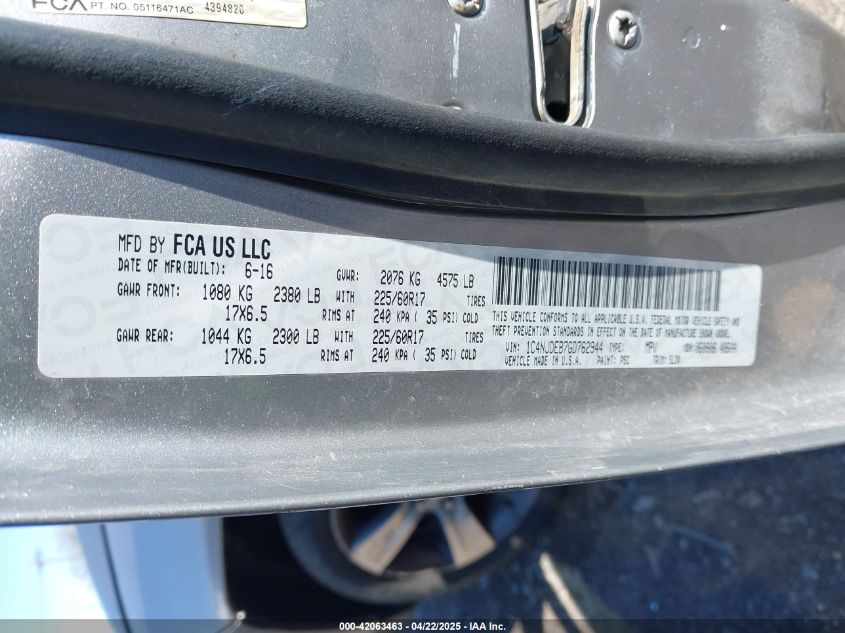 FCA PT. NO. 05116471AC 4394820
MFD BY FCA US LLC
DATE OF MFR(BUILT): 6-16 GVWR: 2076 KG 4575 LB
GAWR FRONT: 1080 KG 2380 LB WITH 225/60R17 TIRES
17X6.5 RIMS AT 240 KPA ( 35 PSI) COLD
GAWR REAR: 1044 KG 2300 LB WITH 225/60R17 TIRES
17X6.5 RIMS AT 240 KPA ( 35 PSI) COLD
THIS VEHICLE CONFORMS TO ALL APPLICABLE U.S.A. FEDERAL MOTOR VEHICLE SAFETY AND
THEFT PREVENTION STANDARDS IN EFFECT ON THE DATE OF MANUFACTURE SHOWN ABOVE.
VIN: 1C4NJDEB7GD762944 TYPE: MPV MDH:
VEHICLE MADE IN U.S.A. PAINT: PSC TRIM:
000-42063463 - 04/22/2025 - IAA Inc.